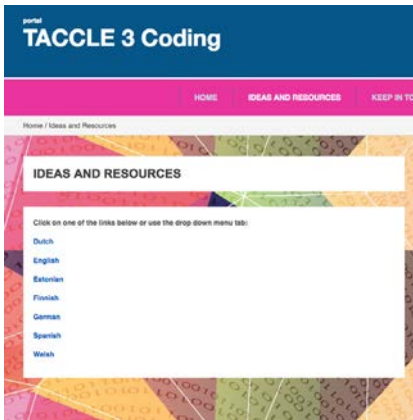 portal
TACCLE 3 Coding
HOME IDEAS AND RESOURCES KEEP IN TO
Home / Ideas and Resources
IDEAS AND RESOURCES
Click on one of the links below or use the drop down menu tab:
Dutch
English
Estonian
Finnish
German
Spanish
Welsh